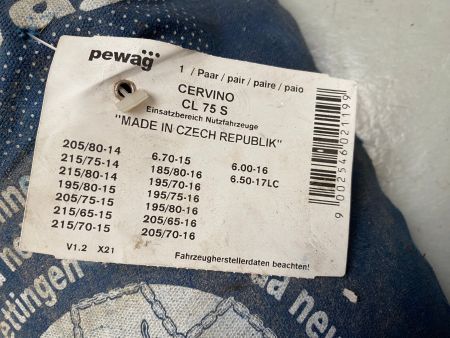 pewag
1 / Paar / pair / paire / paio
CERVINO
CL 75 S
Einsatzbereich Nutzfahrzeuge
"MADE IN CZECH REPUBLIK"
205/80-14
215/75-14 6.70-15 6.00-16
215/80-14 185/80-16 6.50-17LC
195/80-15 195/70-16
205/75-15 195/75-16
215/65-15 195/80-16
215/70-15 205/65-16
205/70-16
V1.2 X21
Fahrzeugherstellerdaten beachten!
9 002546 021199
ettingen
neu